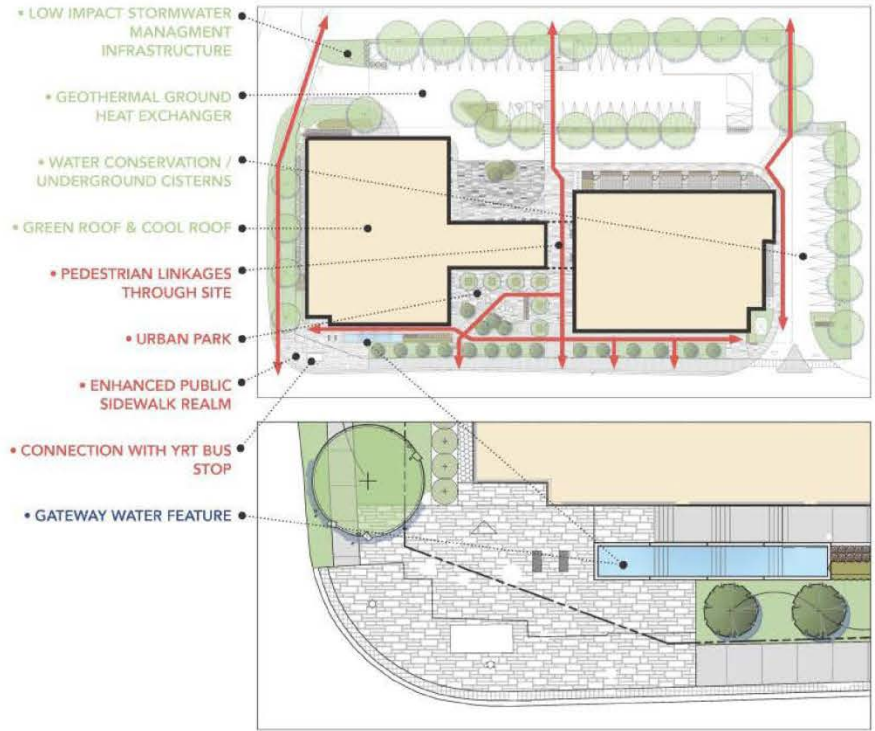 • LOW IMPACT STORMWATER
MANAGMENT
INFRASTRUCTURE
• GEOTHERMAL GROUND
HEAT EXCHANGER
• WATER CONSERVATION /
UNDERGROUND CISTERNS
• GREEN ROOF & COOL ROOF
• PEDESTRIAN LINKAGES
THROUGH SITE
• URBAN PARK
• ENHANCED PUBLIC
SIDEWALK REALM
• CONNECTION WITH YRT BUS
STOP
• GATEWAY WATER FEATURE